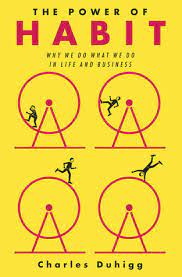 THE POWER OF
HABIT
WHY WE DO WHAT WE DO
IN LIFE AND BUSINESS
Charles Duhigg